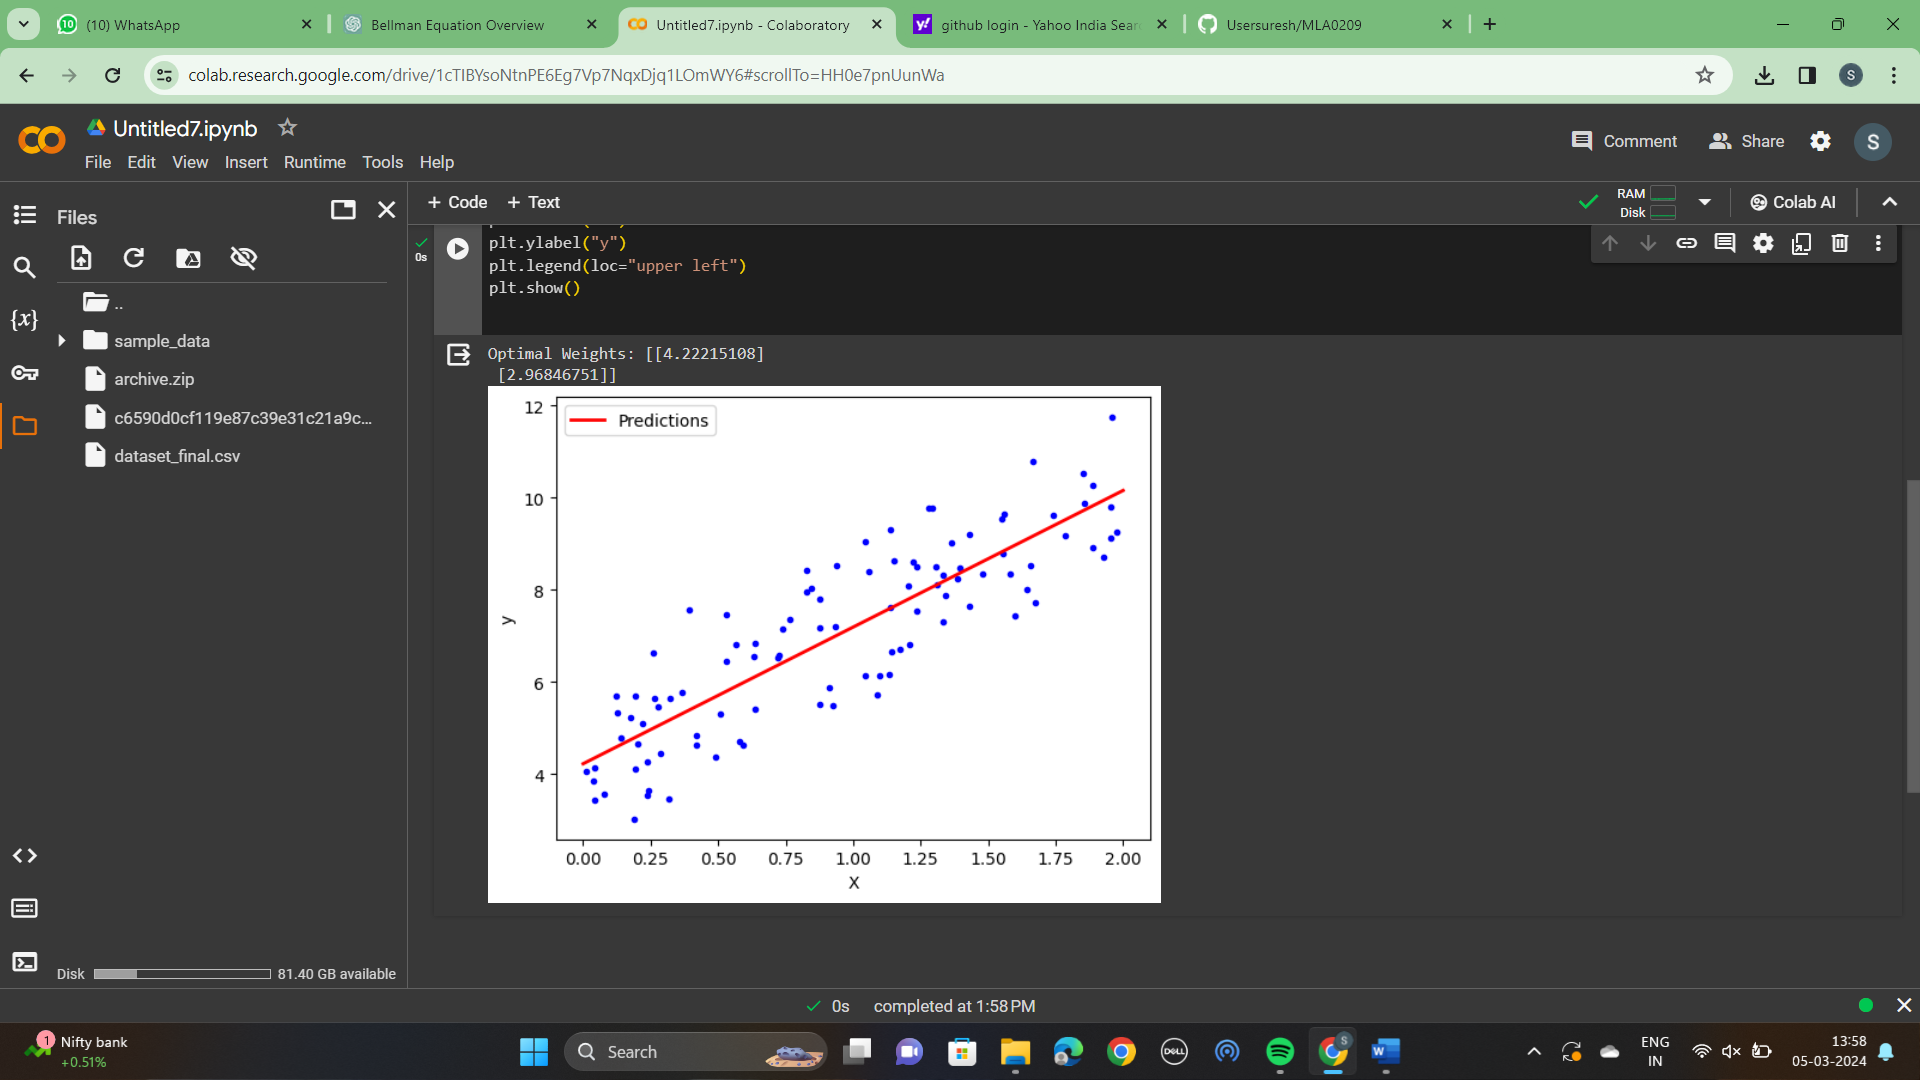 (10) WhatsApp
Bellman Equation Overview
Untitled7.ipynb - Colaboratory
github login - Yahoo India Sear
Usersuresh/MLA0209
colab.research.google.com/drive/1cTIBYsoNtnPE6Eg7Vp7NqxDjq1LOmWY6#scrollTo=HH0e7pnUunWa
S
Untitled7.ipynb
File Edit View Insert Runtime Tools Help
Comment
Share
S
Files
+ Code + Text
RAM
Disk
Colab AI
0s
plt.ylabel("y")
plt.legend(loc="upper left")
plt.show()
..
{x}
sample_data
archive.zip
c6590d0cf119e87c39e31c21a9c...
dataset_final.csv
Optimal Weights: [[4.22215108]
[2.96846751]]
Predictions
12
10
8
6
4
y
0.00 0.25 0.50 0.75 1.00 1.25 1.50 1.75 2.00
X
Disk 81.40 GB available
0s completed at 1:58 PM
1
Nifty bank
+0.51%
Search
DELL
S
W
ENG
IN
13:58
05-03-2024